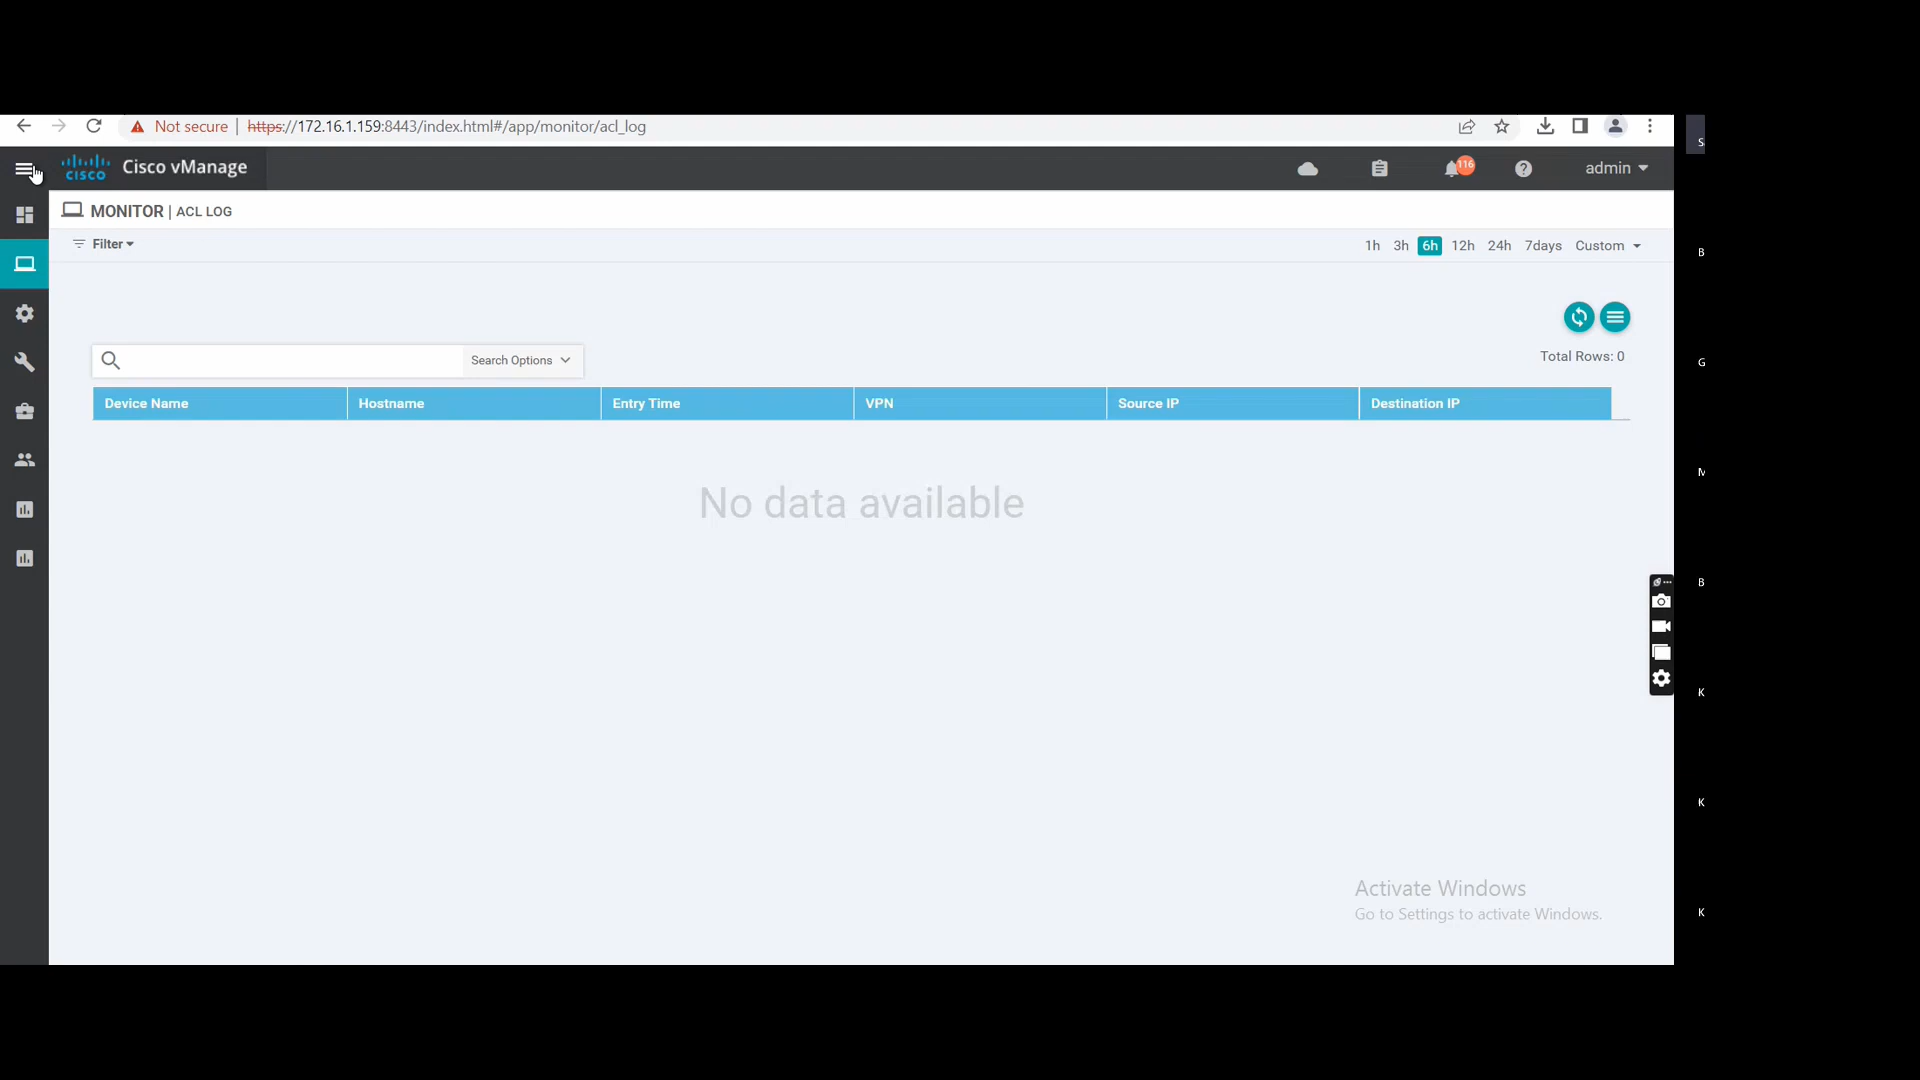 Not secure | https://172.16.1.159:8443/index.html#/app/monitor/acl_log
S
CISCO Cisco vManage
116
admin
MONITOR | ACL LOG
Filter
1h 3h 6h 12h 24h 7days Custom
B
Search Options
Total Rows: 0
G
Device Name Hostname Entry Time VPN Source IP Destination IP
No data available
B
K
K
Activate Windows
Go to Settings to activate Windows.
K